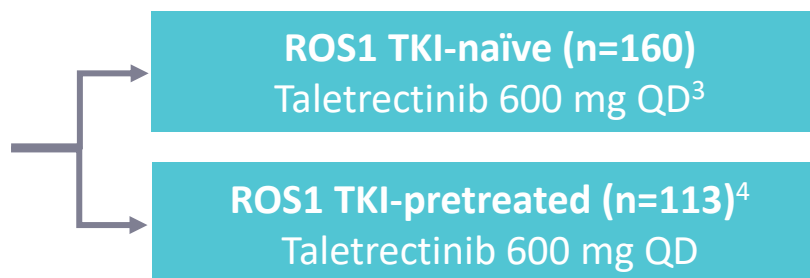 ROS1 TKI-naïve (n=160)
Taletrectinib 600 mg QD³
ROS1 TKI-pretreated (n=113)⁴
Taletrectinib 600 mg QD